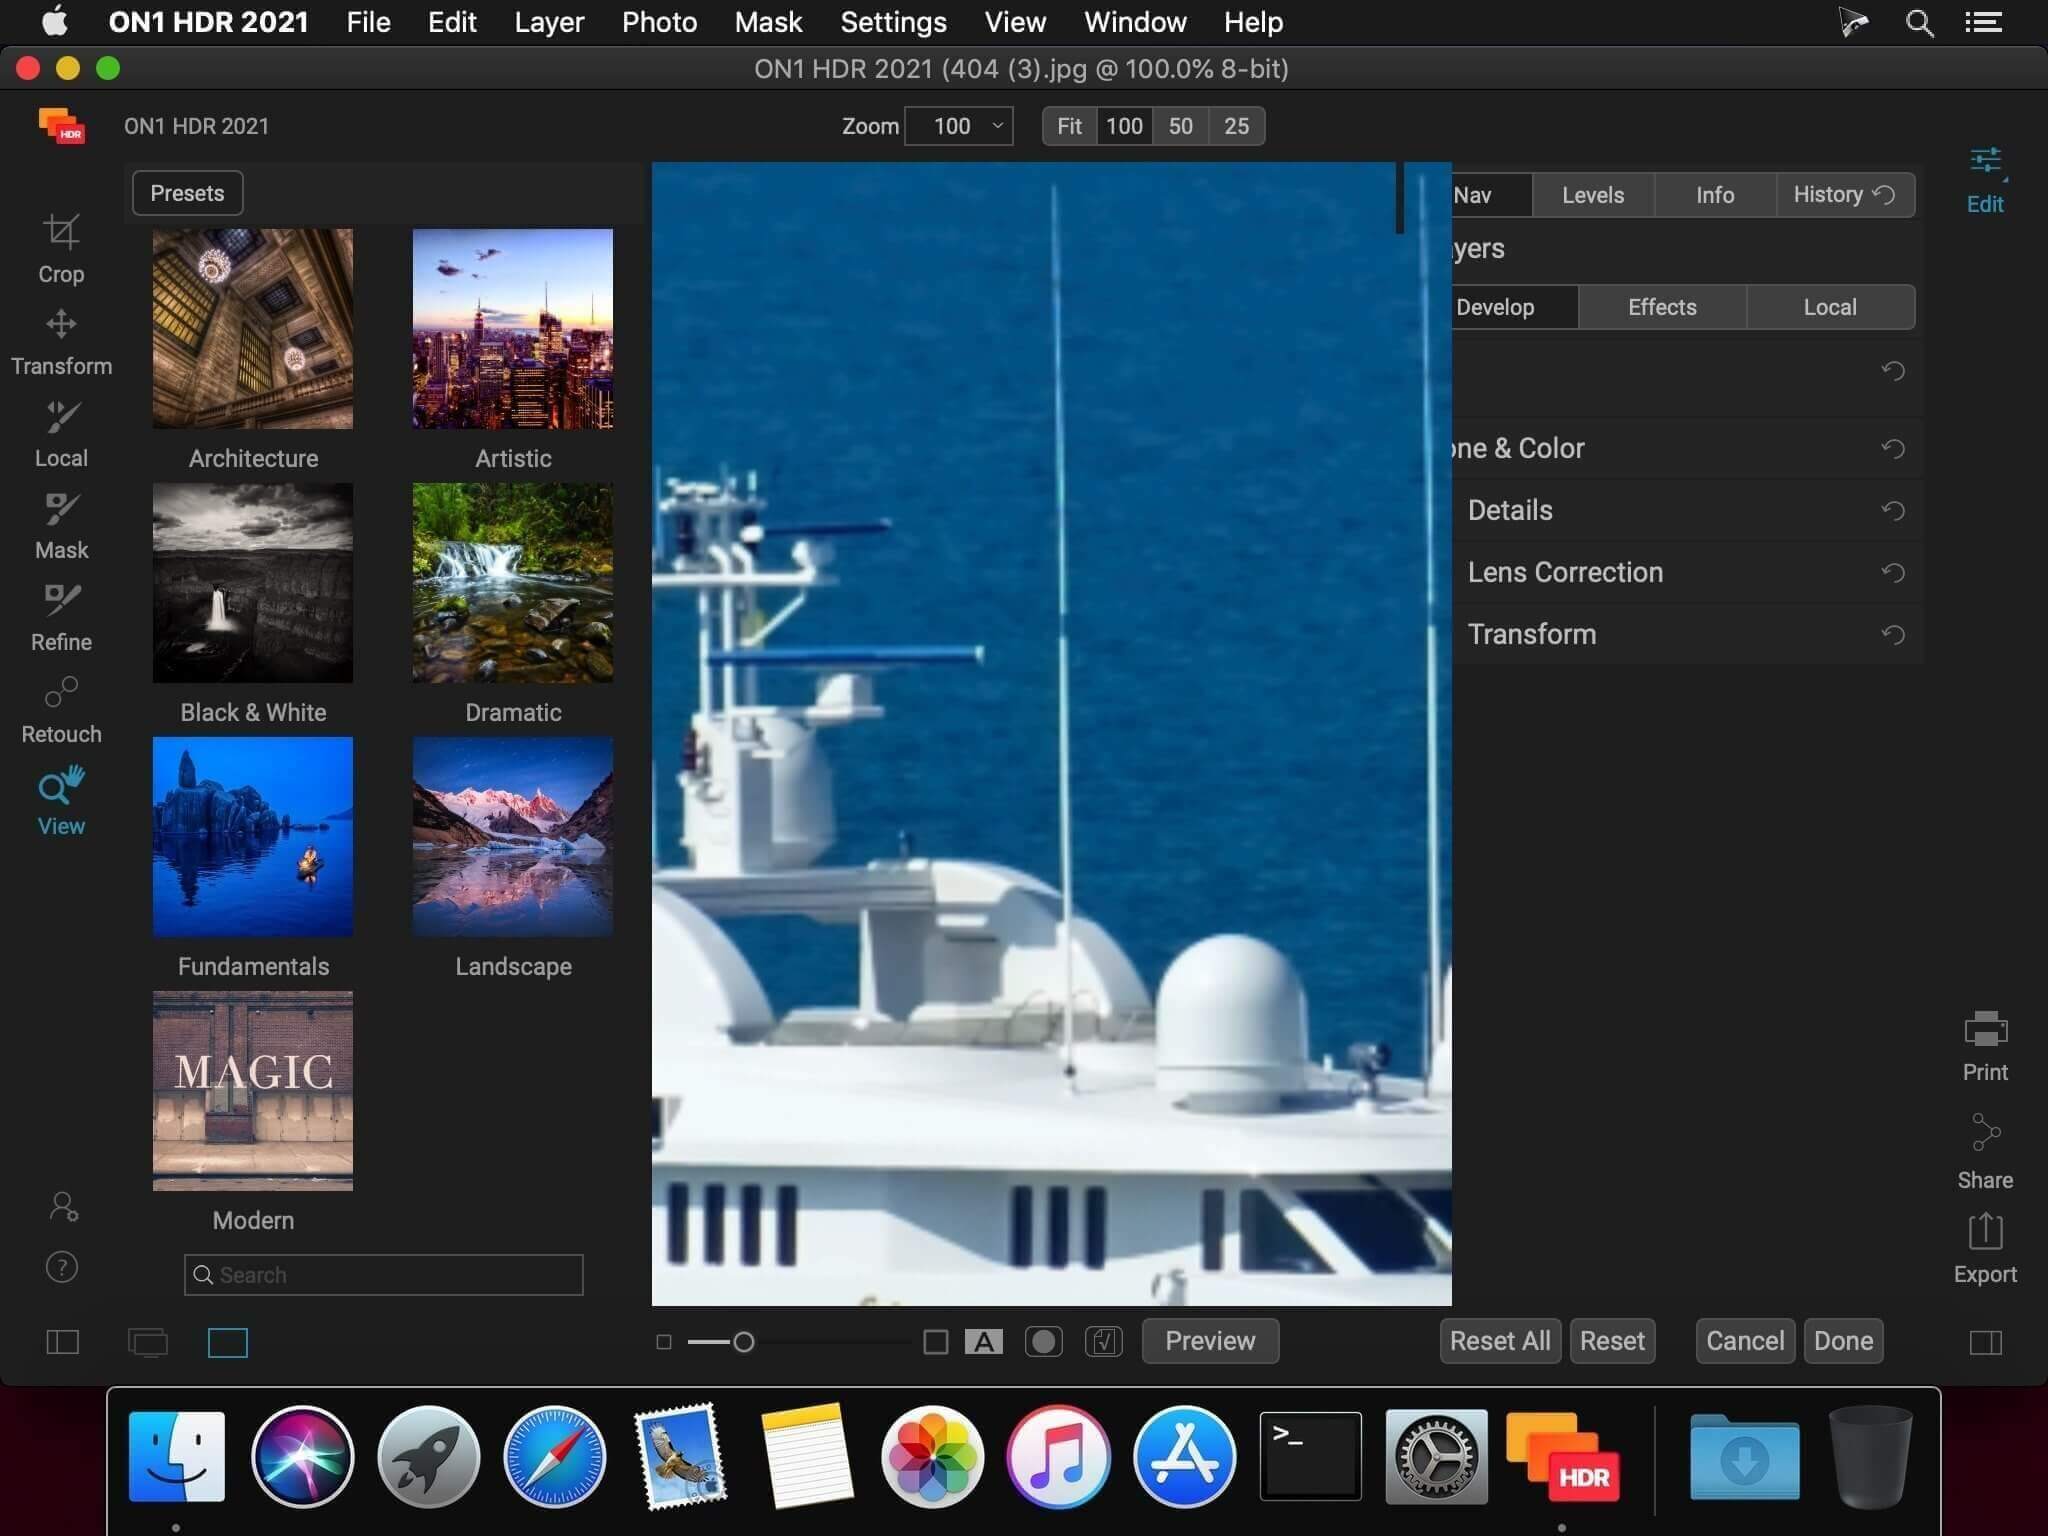 ON1 HDR 2021 File Edit Layer Photo Mask Settings View Window Help
ON1 HDR 2021 (404 (3).jpg @ 100.0% 8-bit)
HDR
ON1 HDR 2021
Zoom 100 Fit 100 50 25
Presets
Nav Levels Info History
Edit
yers
Develop Effects Local
one & Color
Details
Lens Correction
Transform
Crop
Transform
Local
Mask
Refine
Retouch
View
Architecture Artistic
Black & White Dramatic
Fundamentals Landscape
MAGIC
Modern
Search
?
Print
Share
Export
A Preview Reset All Reset Cancel Done
>_
HDR